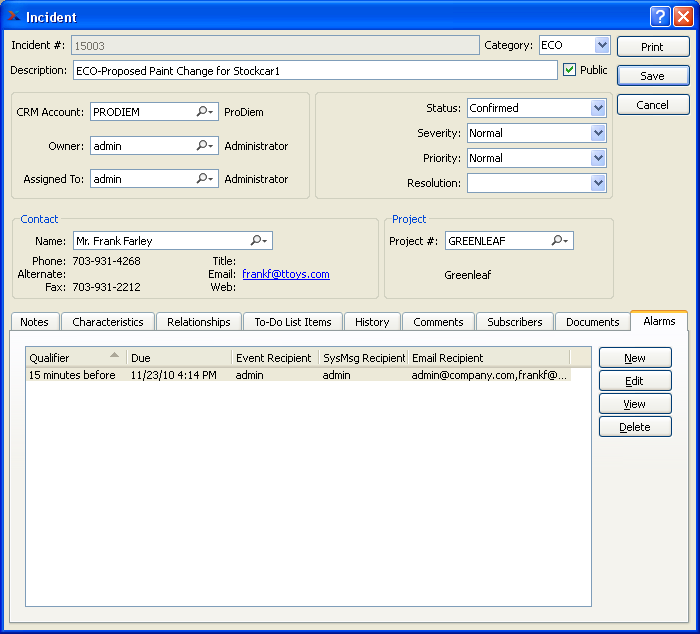 Incident
Incident #: 15003 Category: ECO Print
Description: ECO-Proposed Paint Change for Stockcar1 Public Save
Cancel
CRM Account: PRODIEM ProDiem
Owner: admin Administrator
Assigned To: admin Administrator
Status: Confirmed
Severity: Normal
Priority: Normal
Resolution:
Contact
Name: Mr. Frank Farley
Phone: 703-931-4268 Title:
Alternate: Email: frankf@ttoys.com
Fax: 703-931-2212 Web:
Project
Project #: GREENLEAF
Greenleaf
Notes Characteristics Relationships To-Do List Items History Comments Subscribers Documents Alarms
Qualifier Due Event Recipient SysMsg Recipient Email Recipient
15 minutes before 11/23/10 4:14 PM admin admin admin@company.com,frankf@...
New
Edit
View
Delete